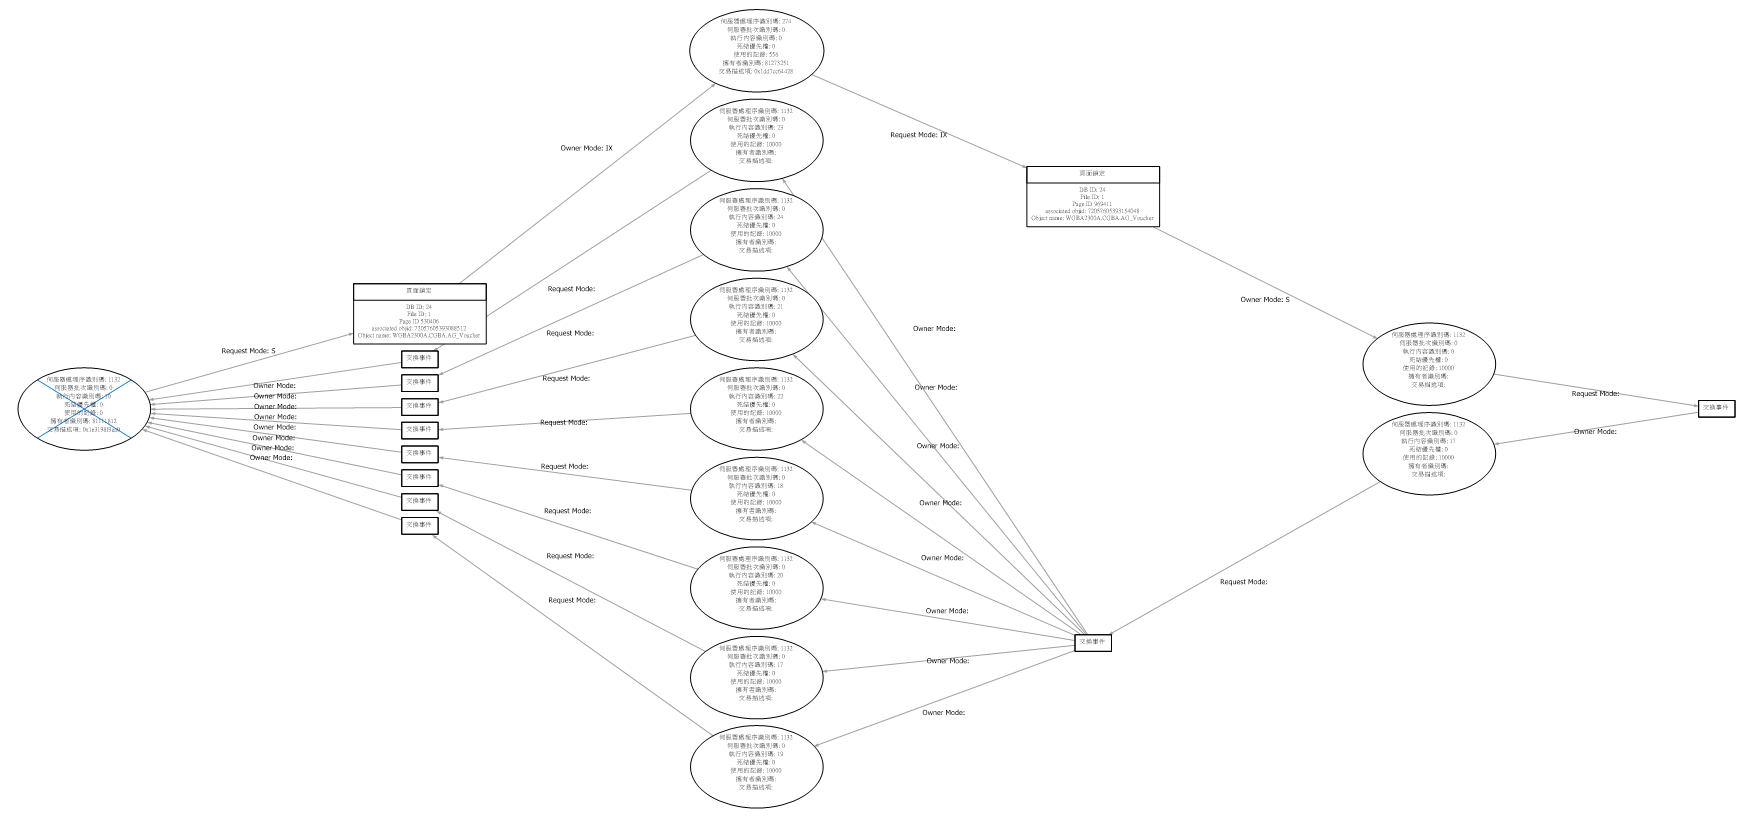 伺服器處理序識別碼: 274
伺服器批次識別碼: 0
執行內容識別碼: 0
死結優先權: 0
使用的記錄: 556
擁有者識別碼: 81273251
交易描述項: 0x1dd7cc64428
伺服器處理序識別碼: 1132
伺服器批次識別碼: 0
執行內容識別碼: 23
死結優先權: 0
使用的記錄: 10000
擁有者識別碼:
交易描述項:
Owner Mode: IX
Request Mode: IX
頁面鎖定
DB ID: 24
File ID: 1
Page ID 969411
associated objid: 72057605393154048
Object name: WGBA2300A.CGBA.AG_Voucher
伺服器處理序識別碼: 1132
伺服器批次識別碼: 0
執行內容識別碼: 24
死結優先權: 0
使用的記錄: 10000
擁有者識別碼:
交易描述項:
頁面鎖定
DB ID: 24
File ID: 1
Page ID 530406
associated objid: 72057605393088512
Object name: WGBA2300A.CGBA.AG_Voucher
Request Mode:
伺服器處理序識別碼: 1132
伺服器批次識別碼: 0
執行內容識別碼: 21
死結優先權: 0
使用的記錄: 10000
擁有者識別碼:
交易描述項:
Owner Mode: S
Request Mode:
Owner Mode:
Request Mode: S
交換事件
交換事件
交換事件
交換事件
交換事件
交換事件
交換事件
交換事件
伺服器處理序識別碼: 1132
伺服器批次識別碼: 0
執行內容識別碼: 0
死結優先權: 0
使用的記錄: 10000
擁有者識別碼:
交易描述項:
伺服器處理序識別碼: 1132
伺服器批次識別碼: 0
死結優先權: 0
使用的記錄: 0
Owner Mode:
Owner Mode:
Owner Mode:
Owner Mode:
Owner Mode:
Owner Mode:
Owner Mode:
Owner Mode:
Request Mode:
伺服器處理序識別碼: 1132
伺服器批次識別碼: 0
執行內容識別碼: 22
死結優先權: 0
使用的記錄: 10000
擁有者識別碼:
交易描述項:
Owner Mode:
Request Mode:
交換事件
Request Mode:
Owner Mode:
伺服器處理序識別碼: 1132
伺服器批次識別碼: 0
執行內容識別碼: 17
死結優先權: 0
使用的記錄: 10000
擁有者識別碼:
交易描述項:
Owner Mode:
Request Mode:
伺服器處理序識別碼: 1132
伺服器批次識別碼: 0
執行內容識別碼: 18
死結優先權: 0
使用的記錄: 10000
擁有者識別碼:
交易描述項:
Owner Mode:
Request Mode:
Owner Mode:
Request Mode:
伺服器處理序識別碼: 1132
伺服器批次識別碼: 0
執行內容識別碼: 20
死結優先權: 0
使用的記錄: 10000
擁有者識別碼:
交易描述項:
Request Mode:
Request Mode:
Owner Mode:
交換事件
伺服器處理序識別碼: 1132
伺服器批次識別碼: 0
執行內容識別碼: 17
死結優先權: 0
使用的記錄: 10000
擁有者識別碼:
交易描述項:
Owner Mode:
Owner Mode:
伺服器處理序識別碼: 1132
伺服器批次識別碼: 0
執行內容識別碼: 19
死結優先權: 0
使用的記錄: 10000
擁有者識別碼:
交易描述項: